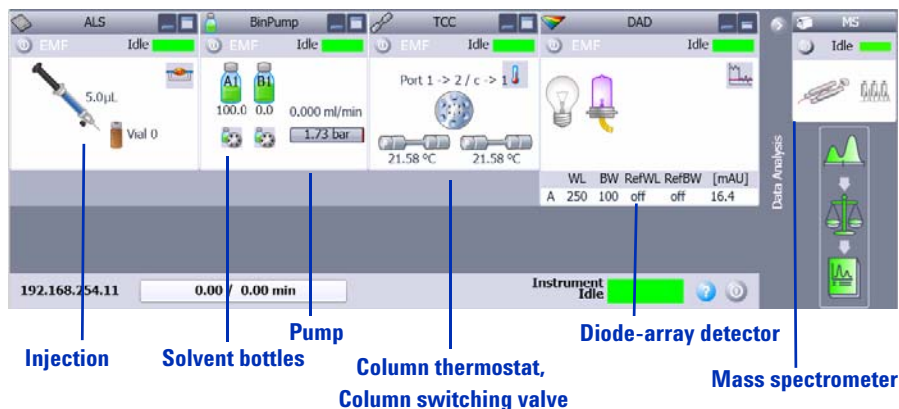 ALS
BinPump
TCC
DAD
MS
EMF Idle
EMF Idle
EMF Idle
EMF Idle
Idle
5.0µL
Vial 0
A1 B1
100.0 0.0 0.000 ml/min
1.73 bar
Port 1 -> 2 / c -> 1
21.58 ºC 21.58 ºC
WL BW RefWL RefBW [mAU]
A 250 100 off off 16.4
Data Analysis
192.168.254.11 0.00 / 0.00 min
Instrument
Idle
?
Injection
Solvent bottles
Pump
Column thermostat,
Column switching valve
Diode-array detector
Mass spectrometer